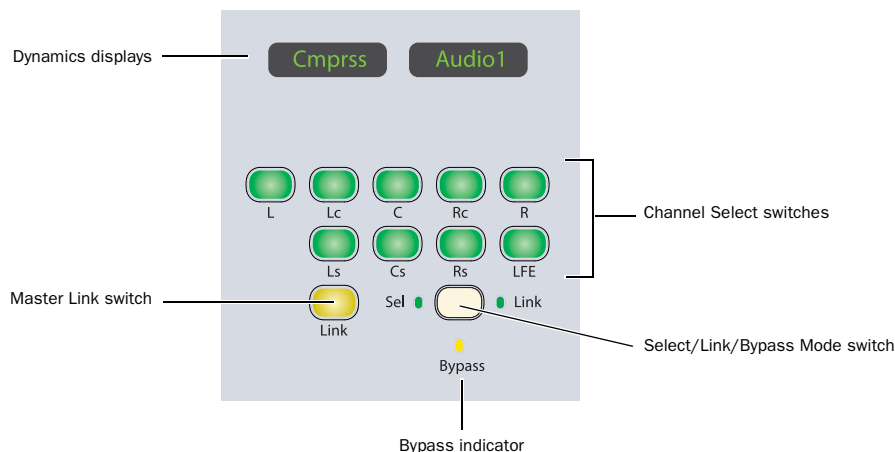 Dynamics displays
Cmprss Audio1
L Lc C Rc R
Channel Select switches
Ls Cs Rs LFE
Master Link switch
Sel Link
Link
Select/Link/Bypass Mode switch
Bypass
Bypass indicator